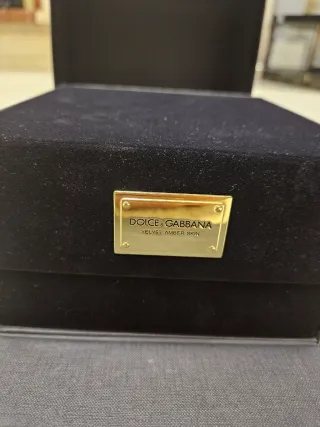 DOLCE & GABBANA
VELVET AMBER SKIN